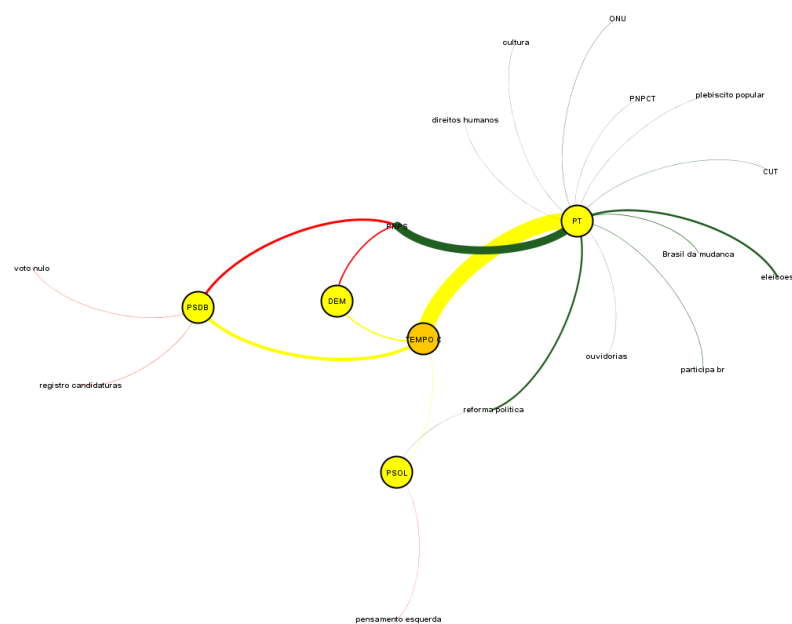 ONU
cultura
PNPCT
plebiscito popular
direitos humanos
CUT
PT
PNPS
Brasil da mudanca
voto nulo
eleicoes
DEM
PSDB
TEMPO C
ouvidorias
participa br
registro candidaturas
reforma politica
PSOL
pensamento esquerda